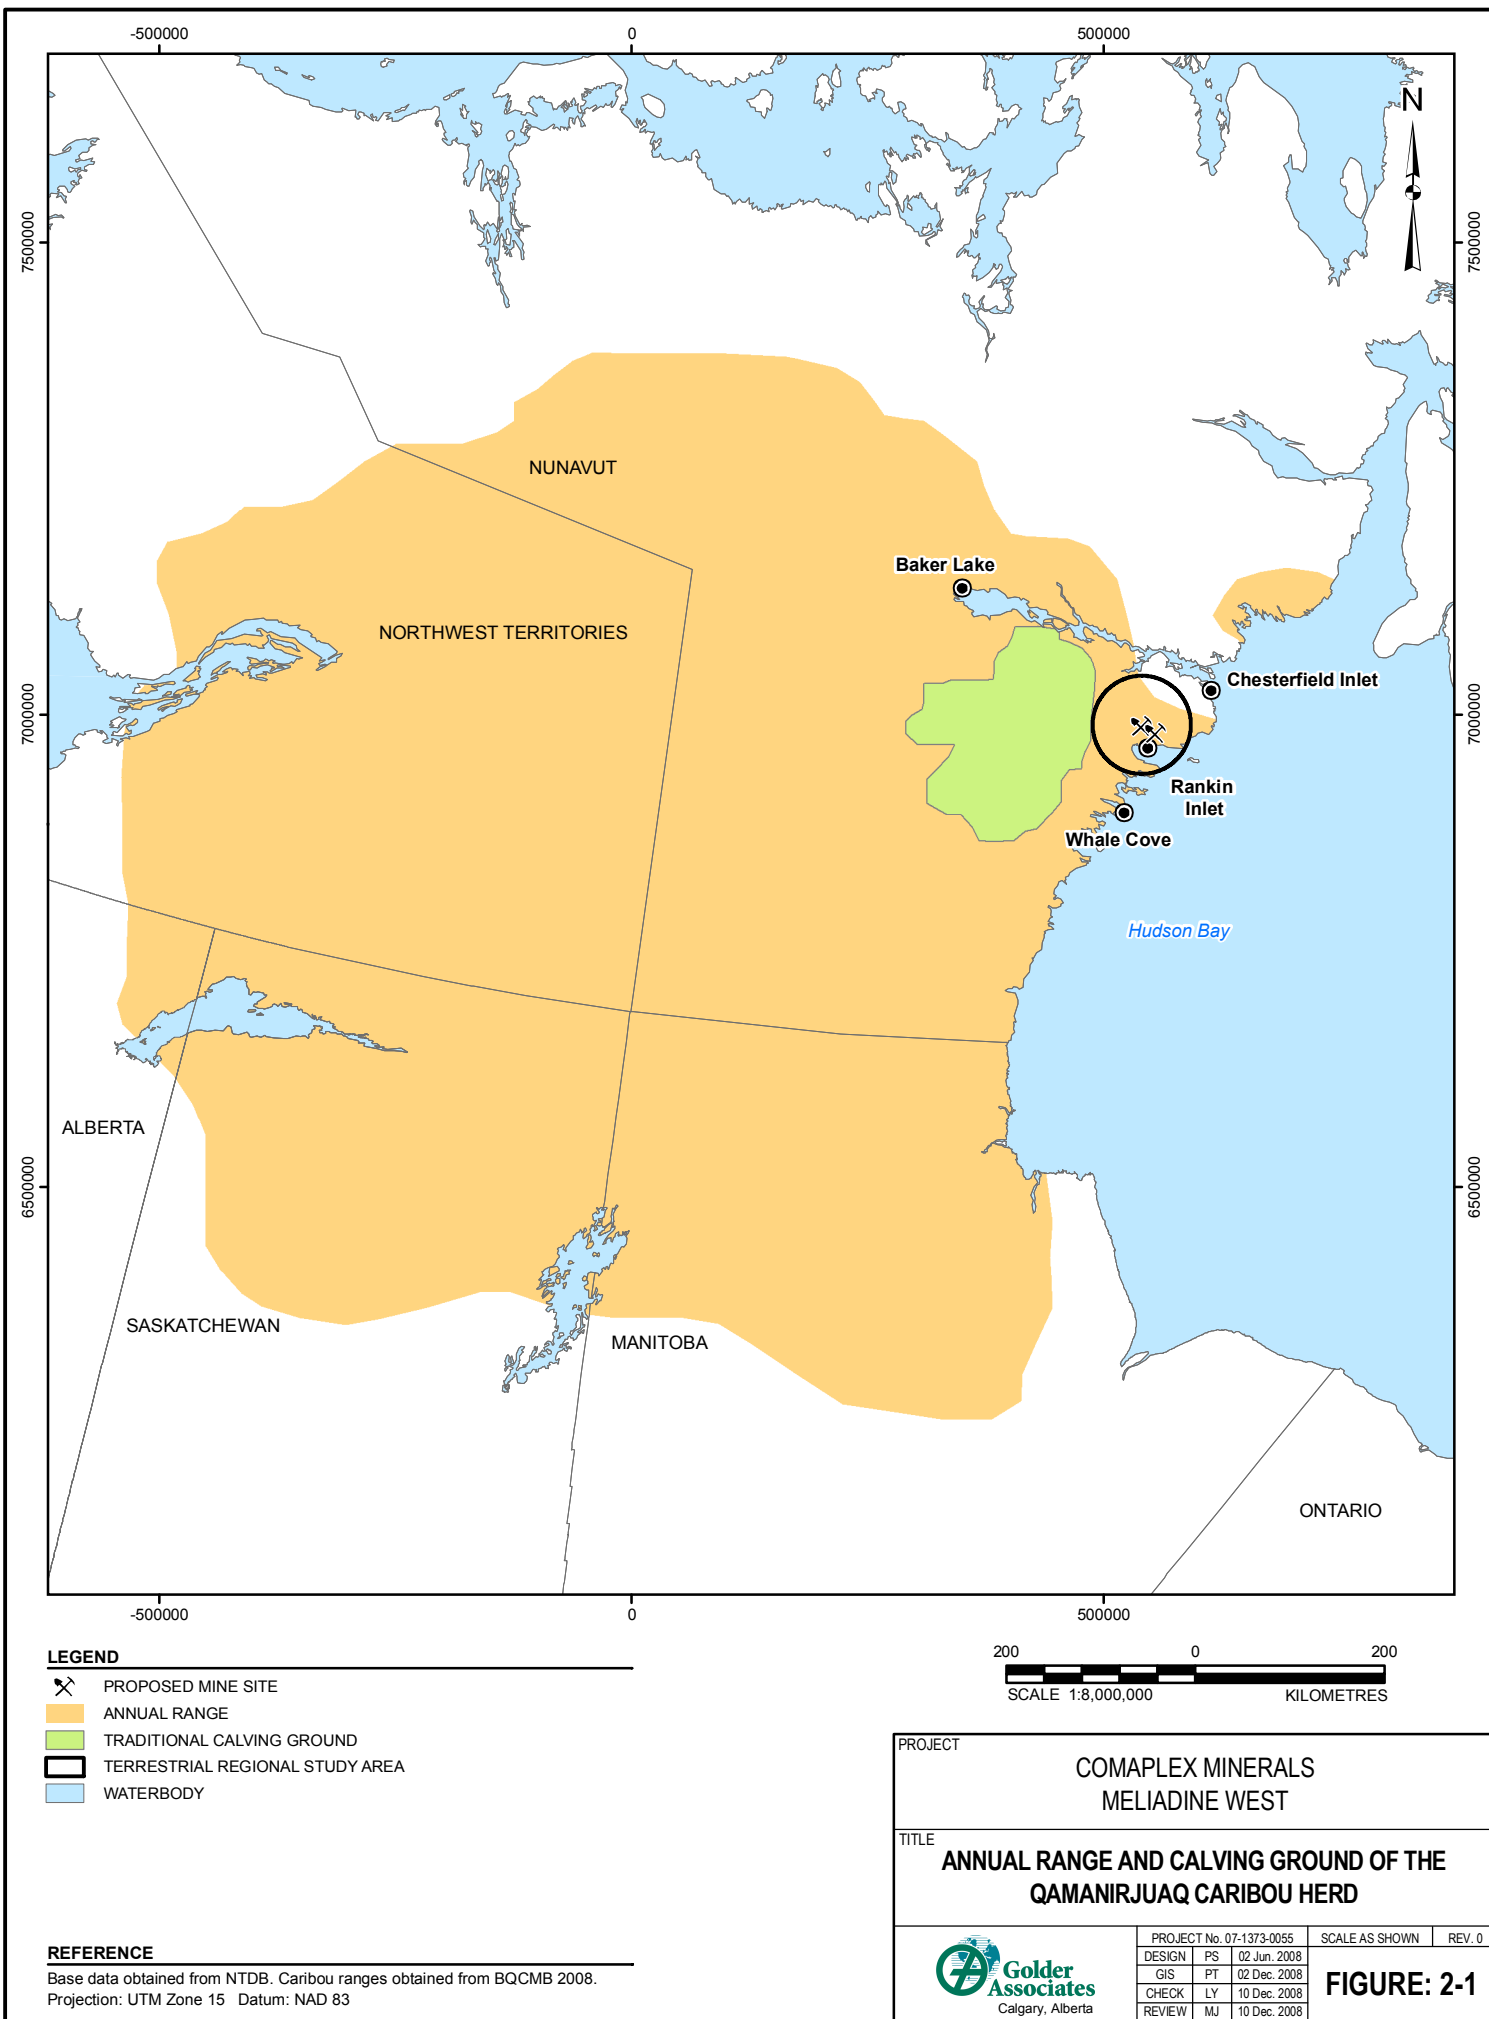 -500000 0 500000
N
7500000 7500000
NUNAVUT
Baker Lake
NORTHWEST TERRITORIES
Chesterfield Inlet
7000000 7000000
Rankin
Inlet
Whale Cove
Hudson Bay
ALBERTA
6500000 6500000
SASKATCHEWAN
MANITOBA
ONTARIO
-500000 0 500000
LEGEND
PROPOSED MINE SITE
ANNUAL RANGE
TRADITIONAL CALVING GROUND
TERRESTRIAL REGIONAL STUDY AREA
WATERBODY
200 0 200
SCALE 1:8,000,000 KILOMETRES
PROJECT
COMAPLEX MINERALS
MELIADINE WEST
TITLE
ANNUAL RANGE AND CALVING GROUND OF THE
QAMANIRJUAQ CARIBOU HERD
REFERENCE
Base data obtained from NTDB. Caribou ranges obtained from BQCMB 2008.
Projection: UTM Zone 15 Datum: NAD 83
Golder
Associates
Calgary, Alberta
PROJECT No. 07-1373-0055 SCALE AS SHOWN REV. 0
DESIGN PS 02 Jun. 2008
GIS PT 02 Dec. 2008
CHECK LY 10 Dec. 2008
REVIEW MJ 10 Dec. 2008
FIGURE: 2-1